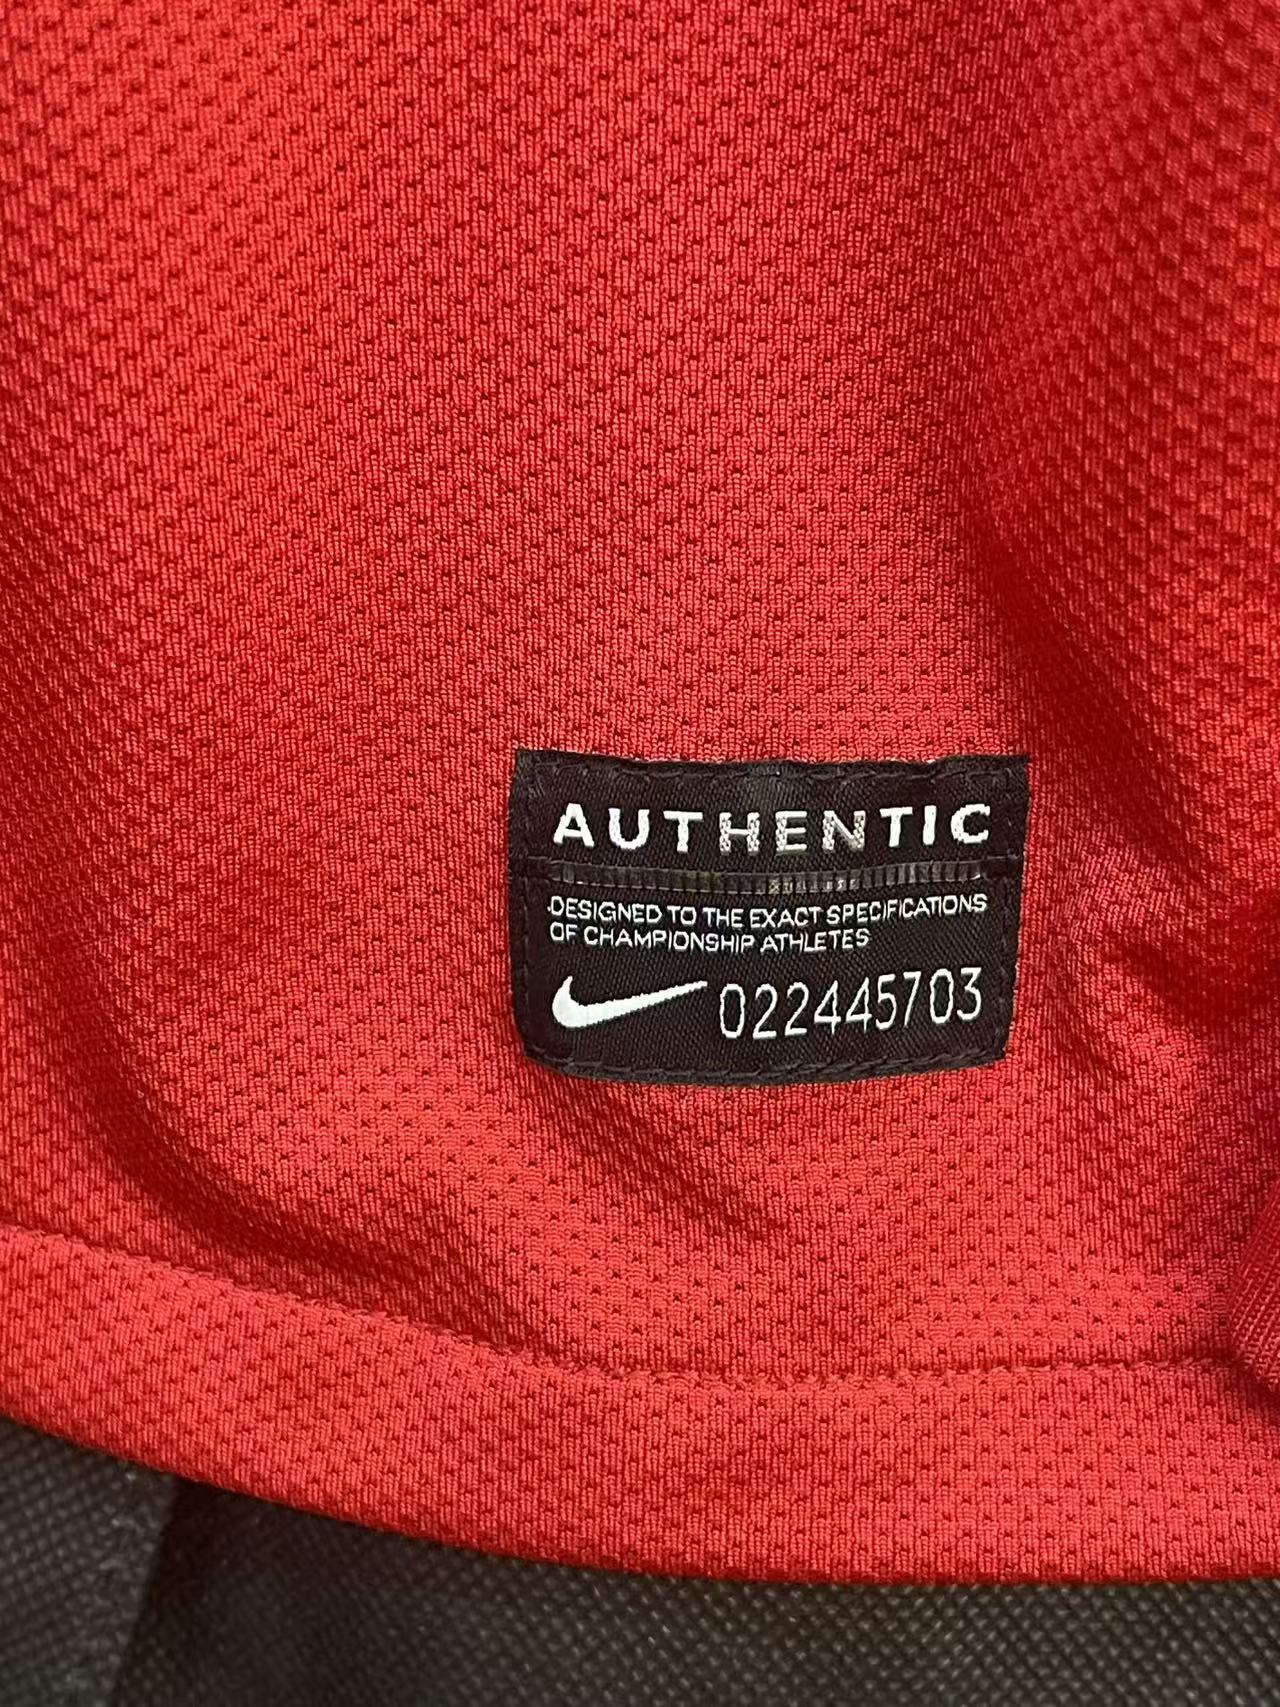 AUTHENTIC
DESIGNED TO THE EXACT SPECIFICATIONS
OF CHAMPIONSHIP ATHLETES
022445703